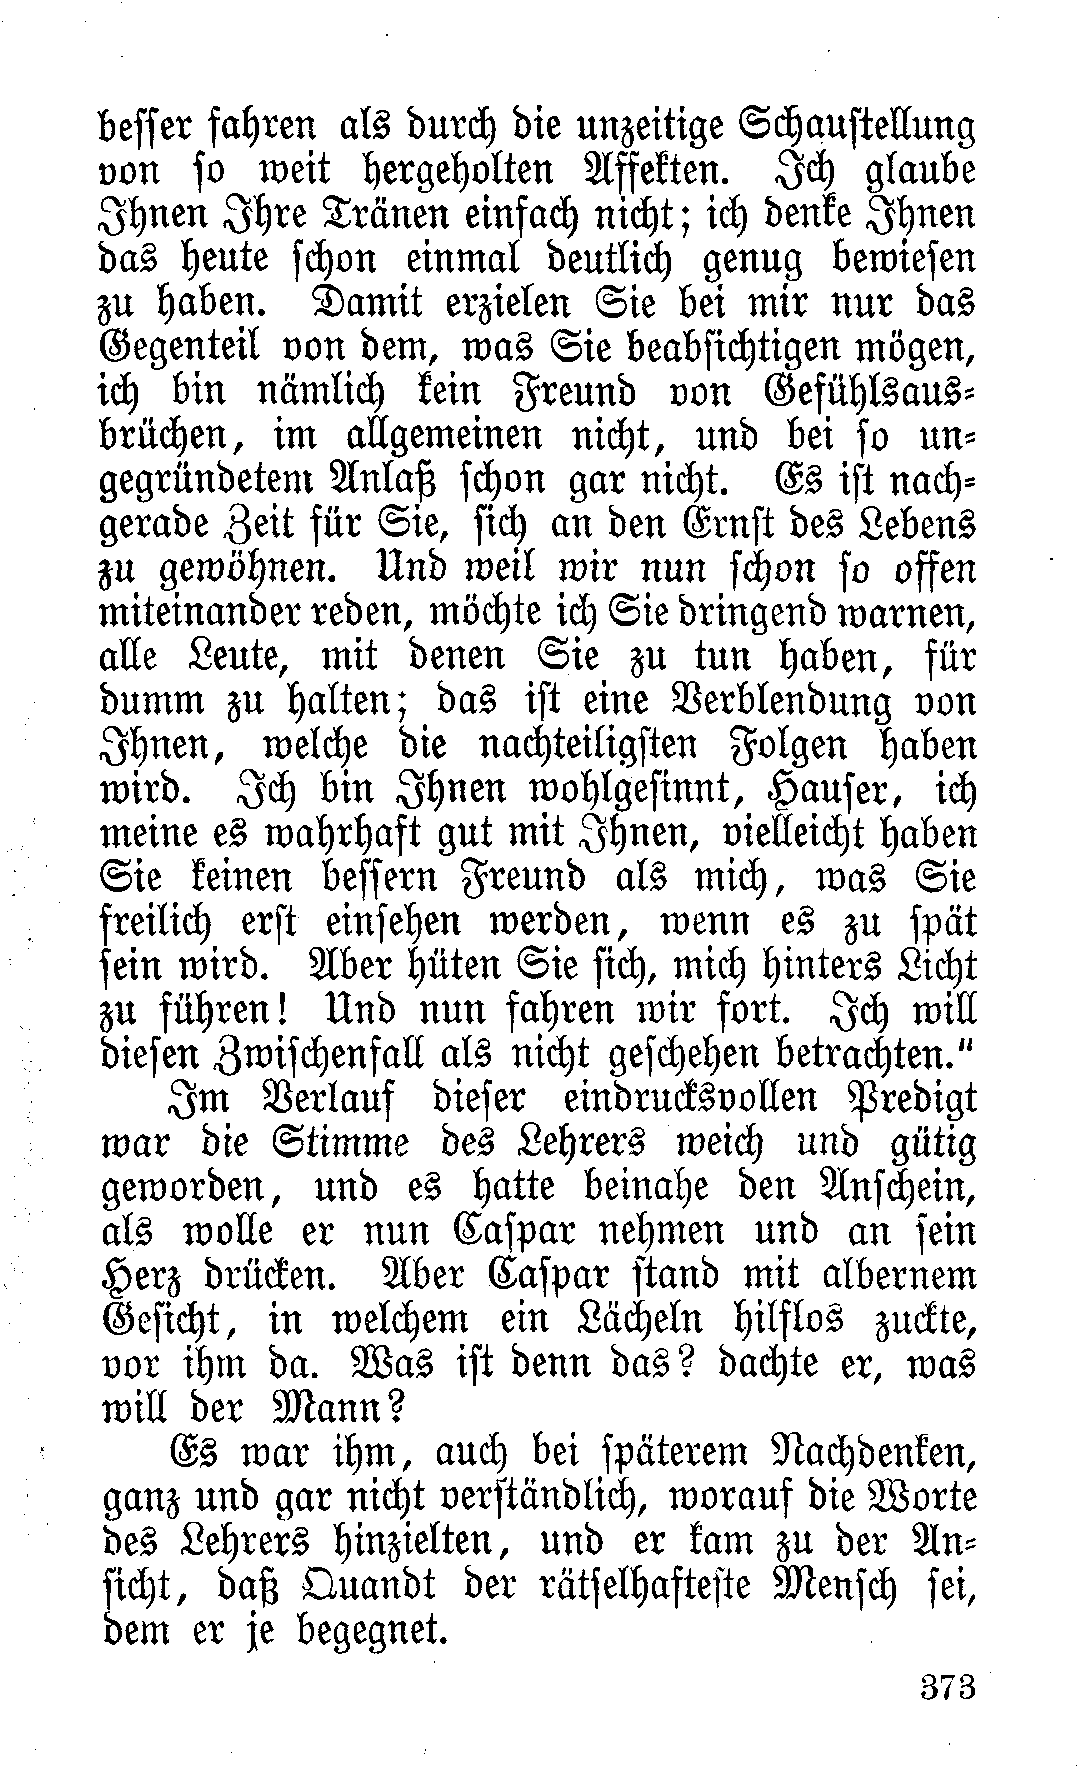 besser fahren als durch die unzeitige Schaustellung
von so weit hergeholten Affekten. Ich glaube
Ihnen Ihre Tränen einfach nicht; ich denke Ihnen
das heute schon einmal deutlich genug bewiesen
zu haben. Damit erzielen Sie bei mir nur das
Gegenteil von dem, was Sie beabsichtigen mögen,
ich bin nämlich kein Freund von Gefühlsaus-
brüchen, im allgemeinen nicht, und bei so un-
gegründetem Anlaß schon gar nicht. Es ist nach-
gerade Zeit für Sie, sich an den Ernst des Lebens
zu gewöhnen. Und weil wir nun schon so offen
miteinander reden, möchte ich Sie dringend warnen,
alle Leute, mit denen Sie zu tun haben, für
dumm zu halten; das ist eine Verblendung von
Ihnen, welche die nachteiligsten Folgen haben
wird. Ich bin Ihnen wohlgesinnt, Hauser, ich
meine es wahrhaft gut mit Ihnen, vielleicht haben
Sie keinen bessern Freund als mich, was Sie
freilich erst einsehen werden, wenn es zu spät
sein wird. Aber hüten Sie sich, mich hinters Licht
zu führen! Und nun fahren wir fort. Ich will
diesen Zwischenfall als nicht geschehen betrachten."
Im Verlauf dieser eindrucksvollen Predigt
war die Stimme des Lehrers weich und gütig
geworden, und es hatte beinahe den Anschein,
als wolle er nun Caspar nehmen und an sein
Herz drücken. Aber Caspar stand mit albernem
Gesicht, in welchem ein Lächeln hilflos zuckte,
vor ihm da. Was ist denn das? dachte er, was
will der Mann?
Es war ihm, auch bei späterem Nachdenken,
ganz und gar nicht verständlich, worauf die Worte
des Lehrers hinzielten, und er kam zu der An-
sicht, daß Quandt der rätselhafteste Mensch sei,
dem er je begegnet.
373